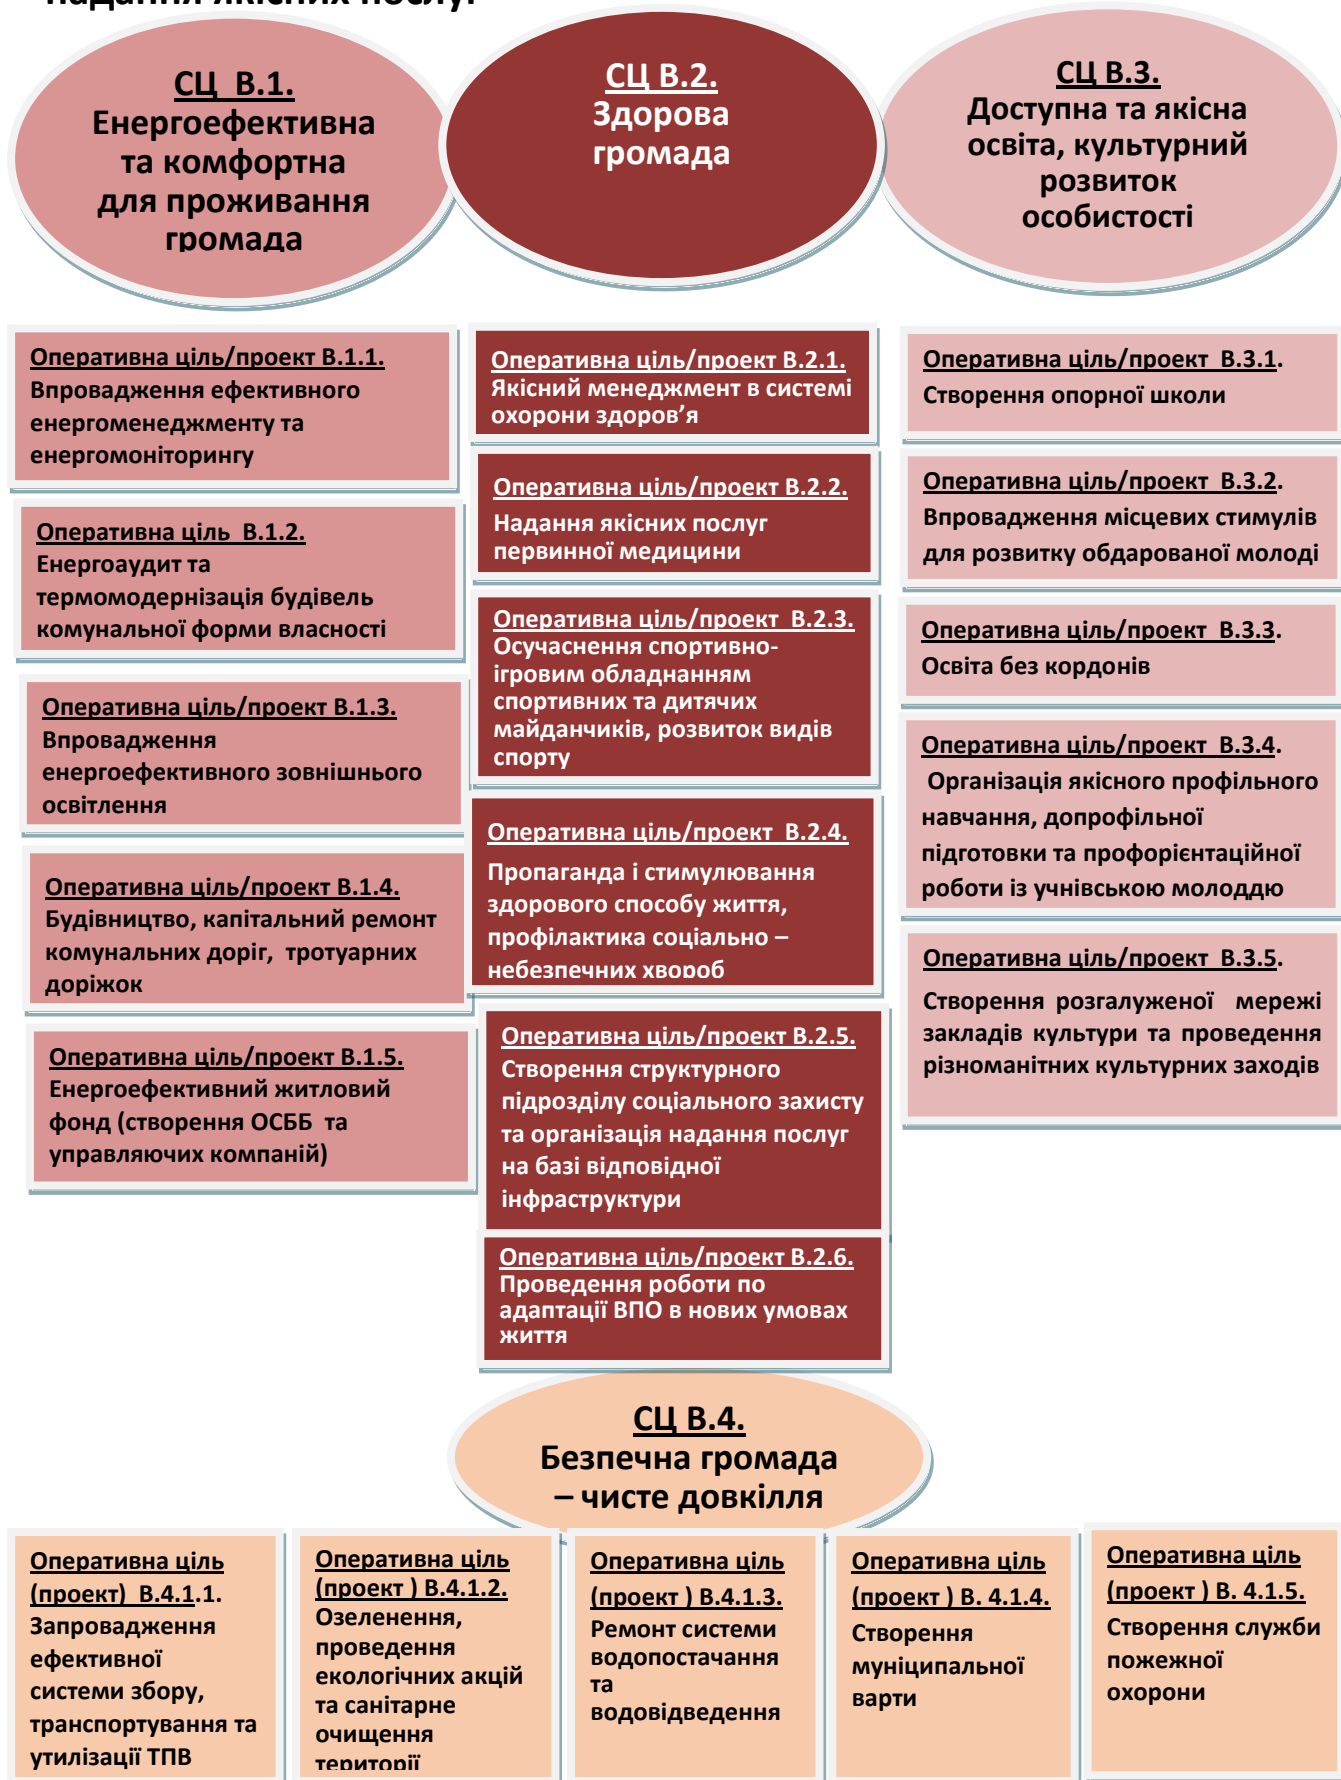 надання якісних послуг
СЦ В.1.
Енергоефективна
та комфортна
для проживання
громада
СЦ В.2.
Здорова
громада
СЦ В.3.
Доступна та якісна
освіта, культурний
розвиток
особистості
Оперативна ціль/проект В.1.1.
Впровадження ефективного
енергоменеджменту та
енергомоніторингу
Оперативна ціль В.1.2.
Енергоаудит та
термомодернізація будівель
комунальної форми власності
Оперативна ціль/проект В.1.3.
Впровадження
енергоефективного зовнішнього
освітлення
Оперативна ціль/проект В.1.4.
Будівництво, капітальний ремонт
комунальних доріг, тротуарних
доріжок
Оперативна ціль/проект В.1.5.
Енергоефективний житловий
фонд (створення ОСББ та
управляючих компаній)
Оперативна ціль/проект В.2.1.
Якісний менеджмент в системі
охорони здоров’я
Оперативна ціль/проект В.2.2.
Надання якісних послуг
первинної медицини
Оперативна ціль/проект В.2.3.
Осучаснення спортивно-
ігровим обладнанням
спортивних та дитячих
майданчиків, розвиток видів
спорту
Оперативна ціль/проект В.2.4.
Пропаганда і стимулювання
здорового способу життя,
профілактика соціально –
небезпечних хвороб
Оперативна ціль/проект В.2.5.
Створення структурного
підрозділу соціального захисту
та організація надання послуг
на базі відповідної
інфраструктури
Оперативна ціль/проект В.2.6.
Проведення роботи по
адаптації ВПО в нових умовах
життя
Оперативна ціль/проект В.3.1.
Створення опорної школи
Оперативна ціль/проект В.3.2.
Впровадження місцевих стимулів
для розвитку обдарованої молоді
Оперативна ціль/проект В.3.3.
Освіта без кордонів
Оперативна ціль/проект В.3.4.
Організація якісного профільного
навчання, допрофільної
підготовки та профорієнтаційної
роботи із учнівською молоддю
Оперативна ціль/проект В.3.5.
Створення розгалуженої мережі
закладів культури та проведення
різноманітних культурних заходів
СЦ В.4.
Безпечна громада
– чисте довкілля
Оперативна ціль
(проект) В.4.1.1.
Запровадження
ефективної
системи збору,
транспортування та
утилізації ТПВ
Оперативна ціль
(проект ) В.4.1.2.
Озеленення,
проведення
екологічних акцій
та санітарне
очищення
території
Оперативна ціль
(проект ) В.4.1.3.
Ремонт системи
водопостачання
та
водовідведення
Оперативна ціль
(проект ) В. 4.1.4.
Створення
муніципальної
варти
Оперативна ціль
(проект ) В. 4.1.5.
Створення служби
пожежної
охорони